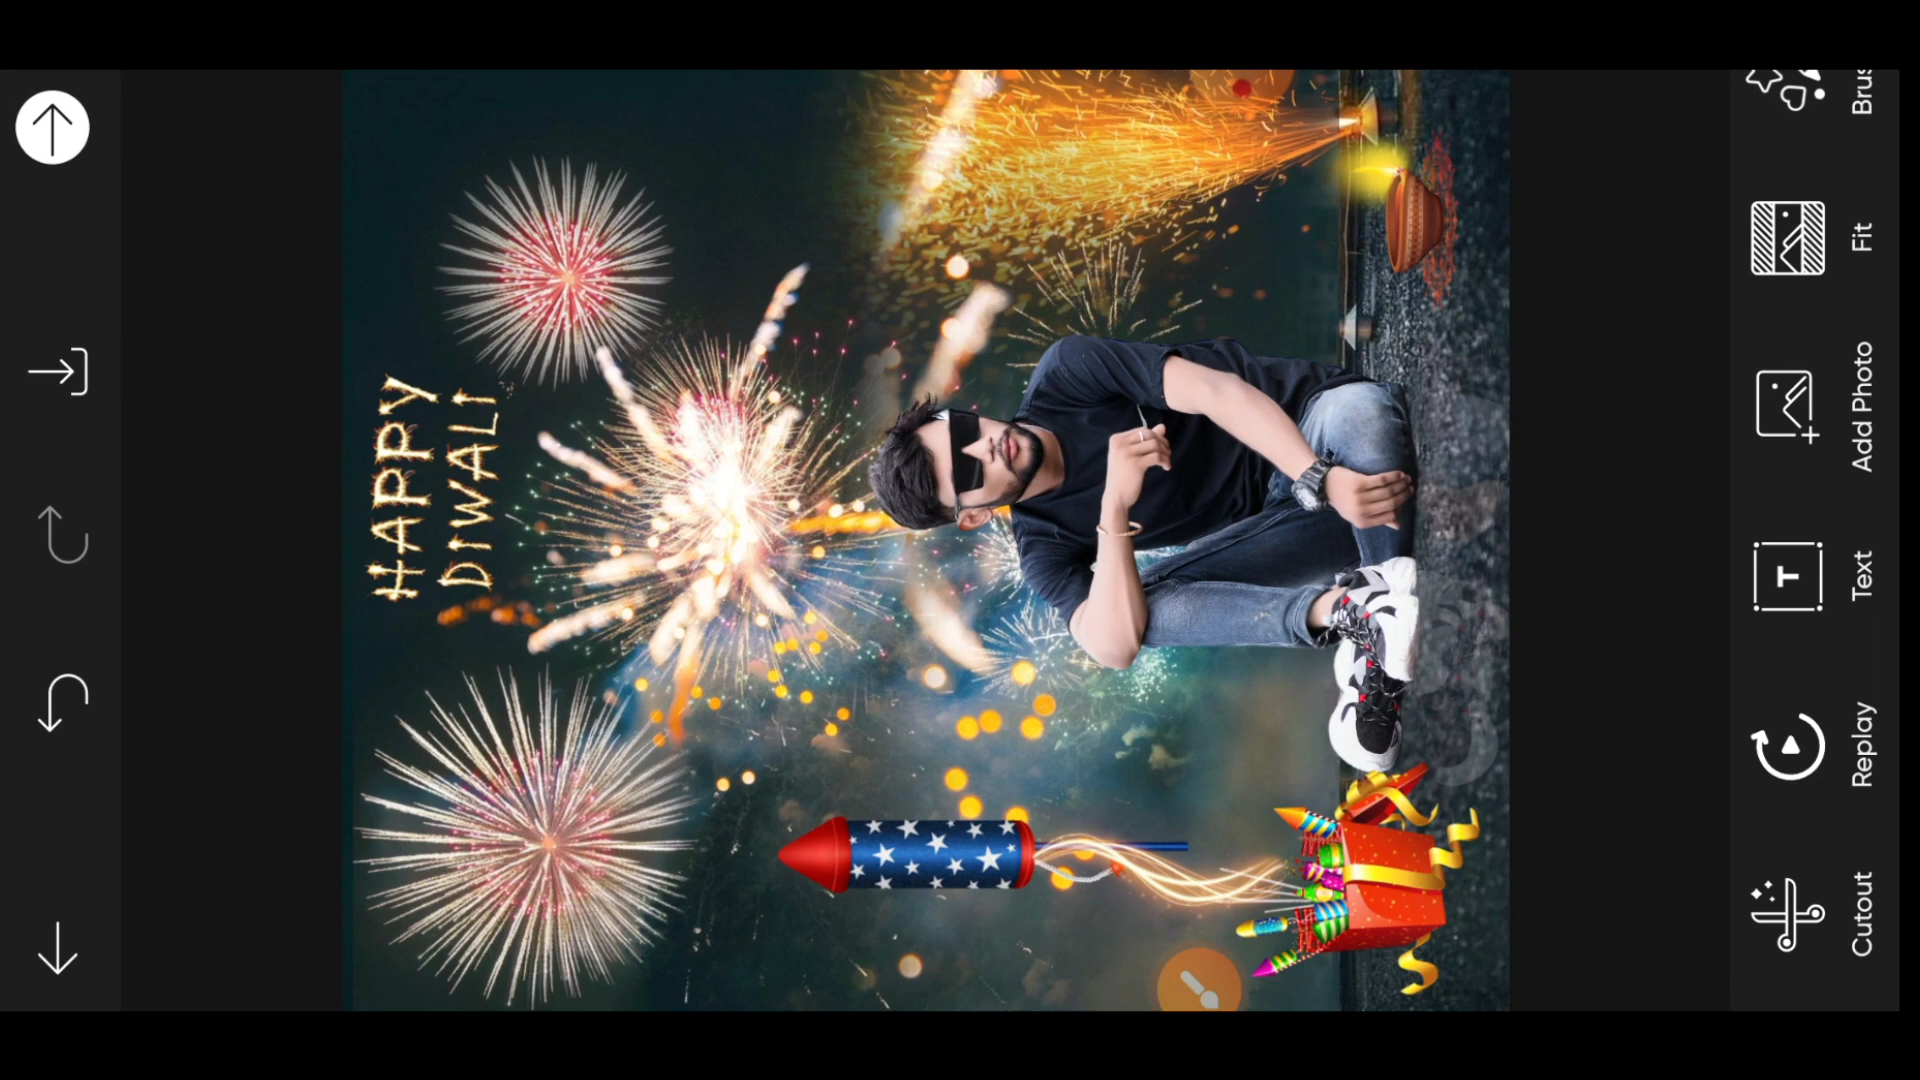 HAPPY
DIWALI
Cutout
Replay
T
Text
Add Photo
Fit
Brus